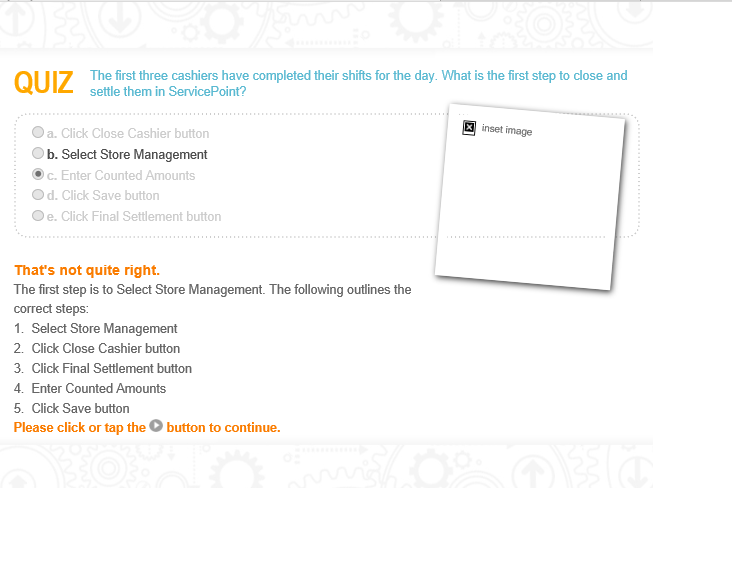 QUIZ
The first three cashiers have completed their shifts for the day. What is the first step to close and
settle them in ServicePoint?
a. Click Close Cashier button
b. Select Store Management
c. Enter Counted Amounts
d. Click Save button
e. Click Final Settlement button
inset image
That's not quite right.
The first step is to Select Store Management. The following outlines the
correct steps:
1. Select Store Management
2. Click Close Cashier button
3. Click Final Settlement button
4. Enter Counted Amounts
5. Click Save button
Please click or tap the button to continue.